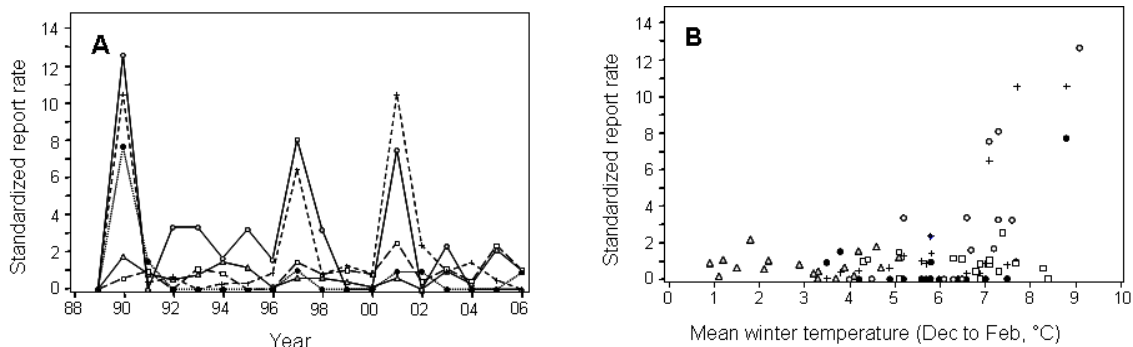 A
Standardized report rate
14
12
10
8
6
4
2
0
88 90 92 94 96 98 00 02 04 06
Year
B
Standardized report rate
14
12
10
8
6
4
2
0
0 1 2 3 4 5 6 7 8 9 10
Mean winter temperature (Dec to Feb, °C)